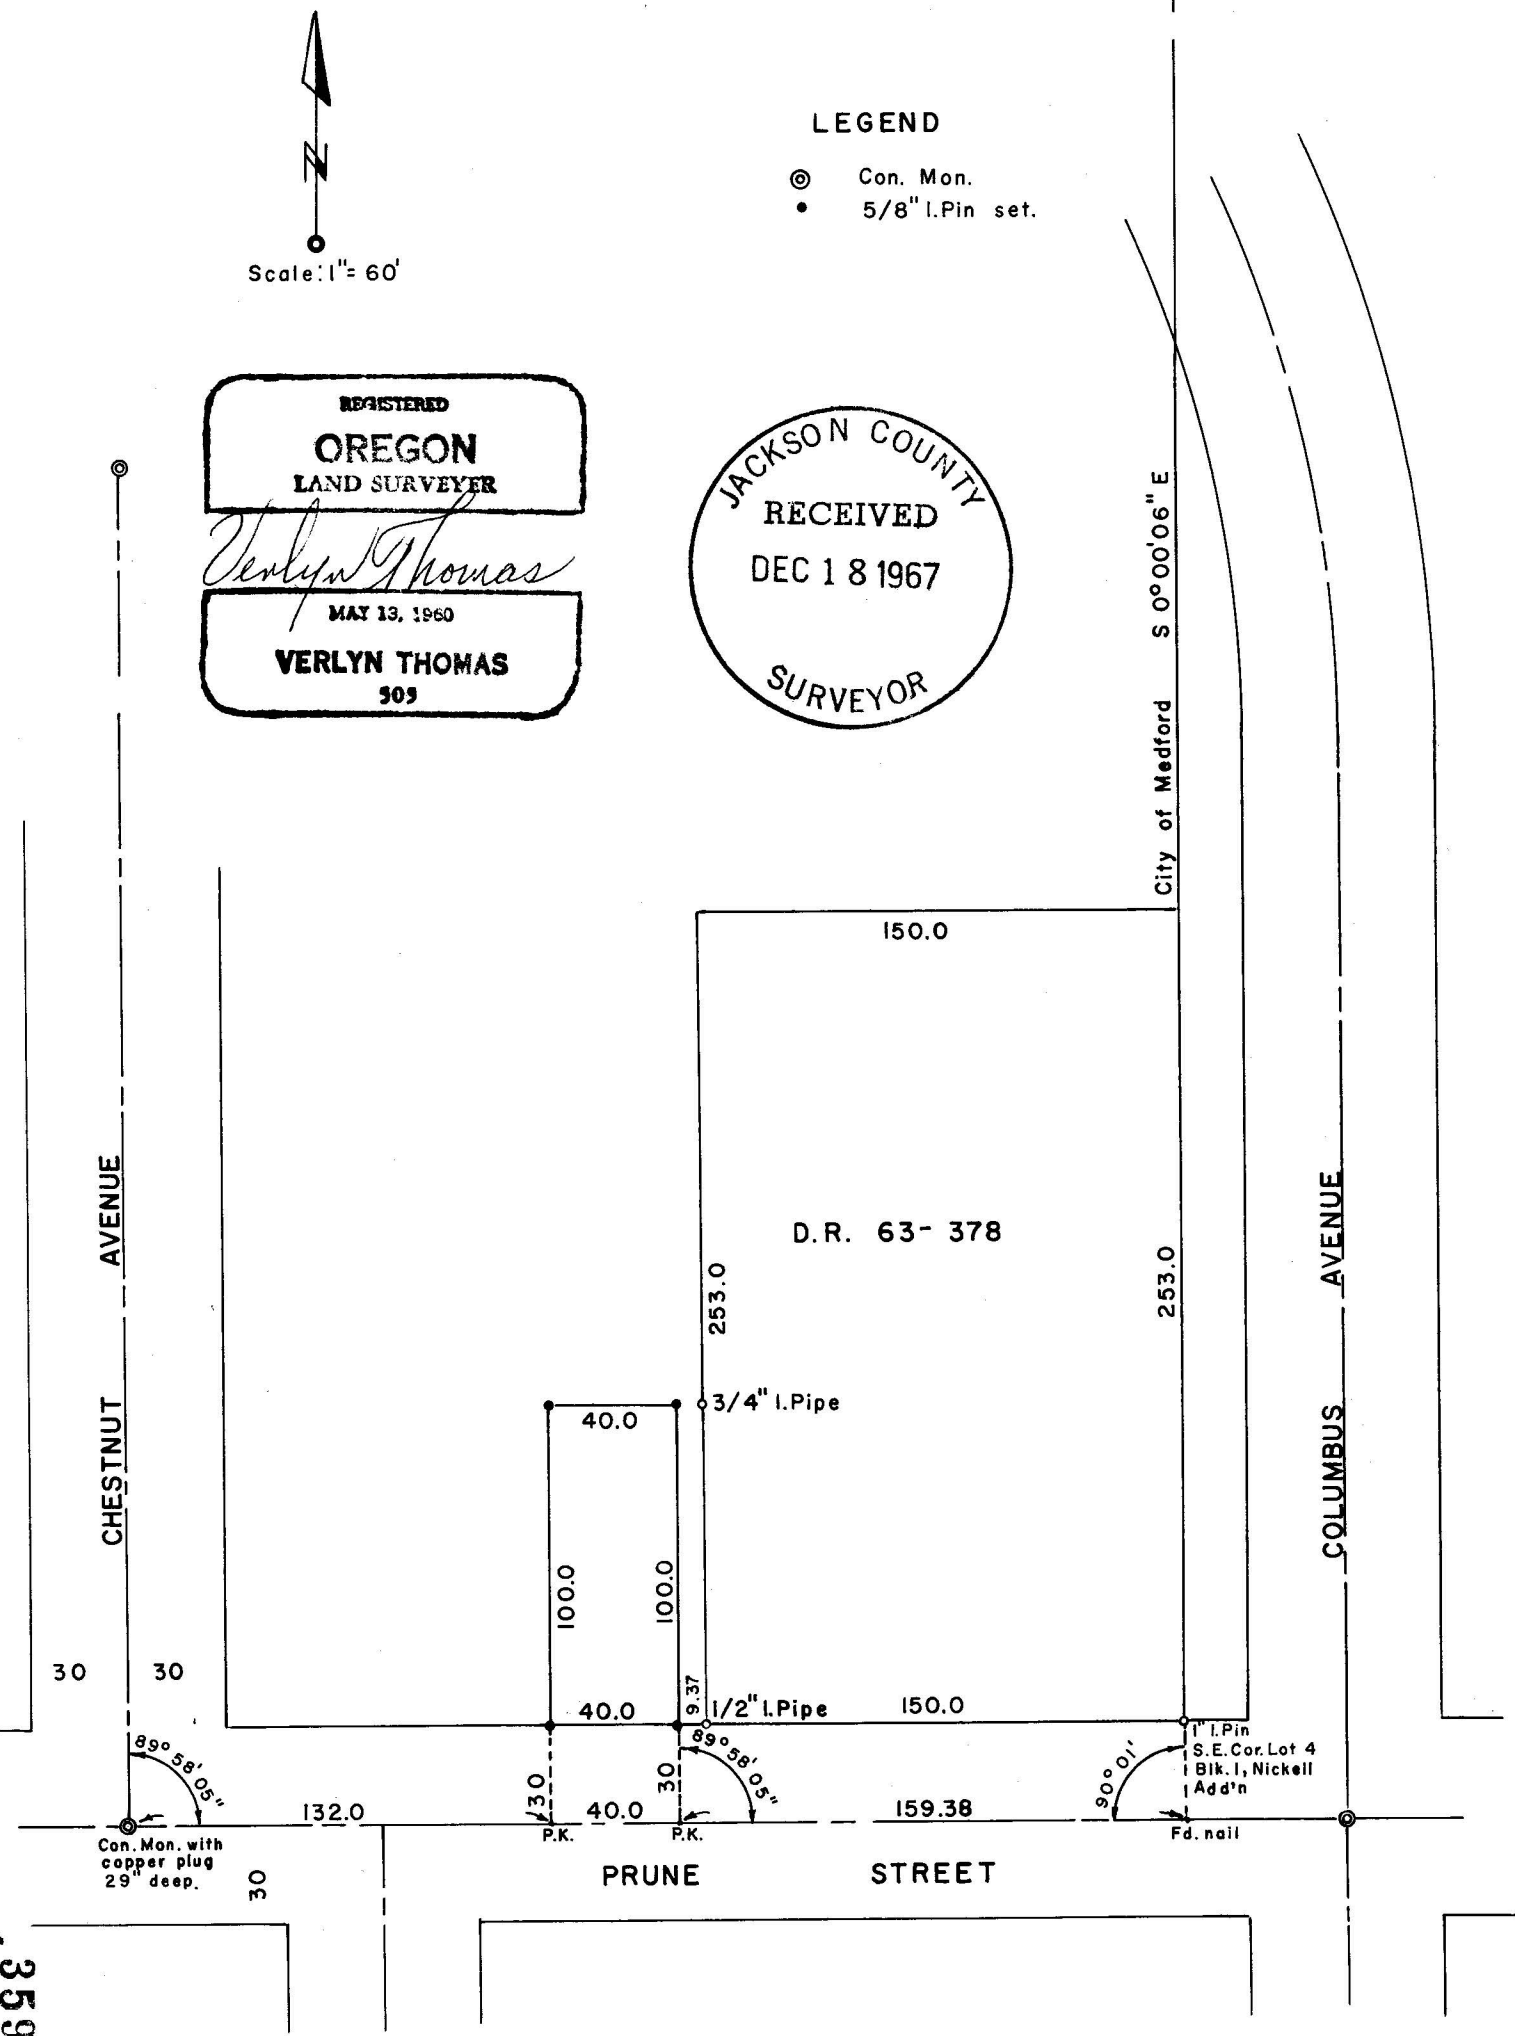 N
Scale: 1" = 60'
LEGEND
Con. Mon.
5/8" I.Pin set.
REGISTERED
OREGON
LAND SURVEYER
Verlyn Thomas
MAY 13, 1960
VERLYN THOMAS
505
JACKSON COUNTY
RECEIVED
DEC 18 1967
SURVEYOR
City of Medford S 0°00'06" E
150.0
D.R. 63-378
253.0
253.0
CHESTNUT AVENUE
COLUMBUS AVENUE
3/4" I.Pipe
40.0
100.0
100.0
30 30
40.0
9.37
1/2" I.Pipe
150.0
1" I.Pin
S.E.Cor. Lot 4
Blk. 1, Nickell
Add'n
89° 58' 05"
30
30
89° 58' 05"
90° 01'
132.0
40.0
159.38
P.K.
P.K.
Fd. nail
Con. Mon. with
copper plug
29" deep.
30
PRUNE STREET
359